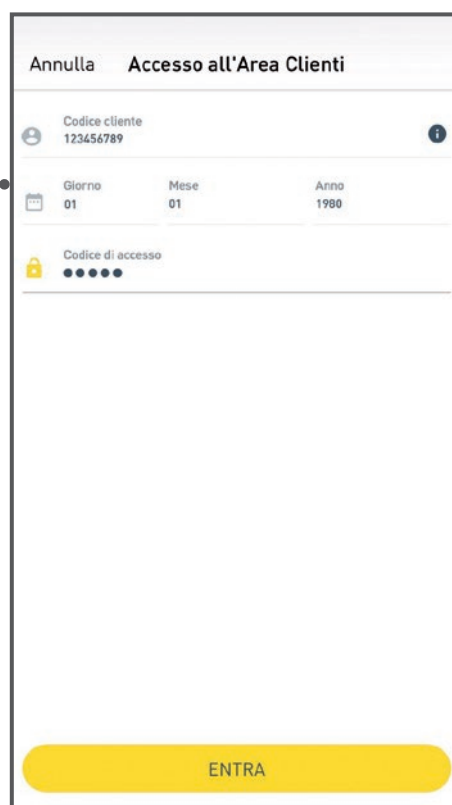 Annulla Accesso all'Area Clienti
Codice cliente
123456789
Giorno Mese Anno
01 01 1980
Codice di accesso
●●●●●
ENTRA